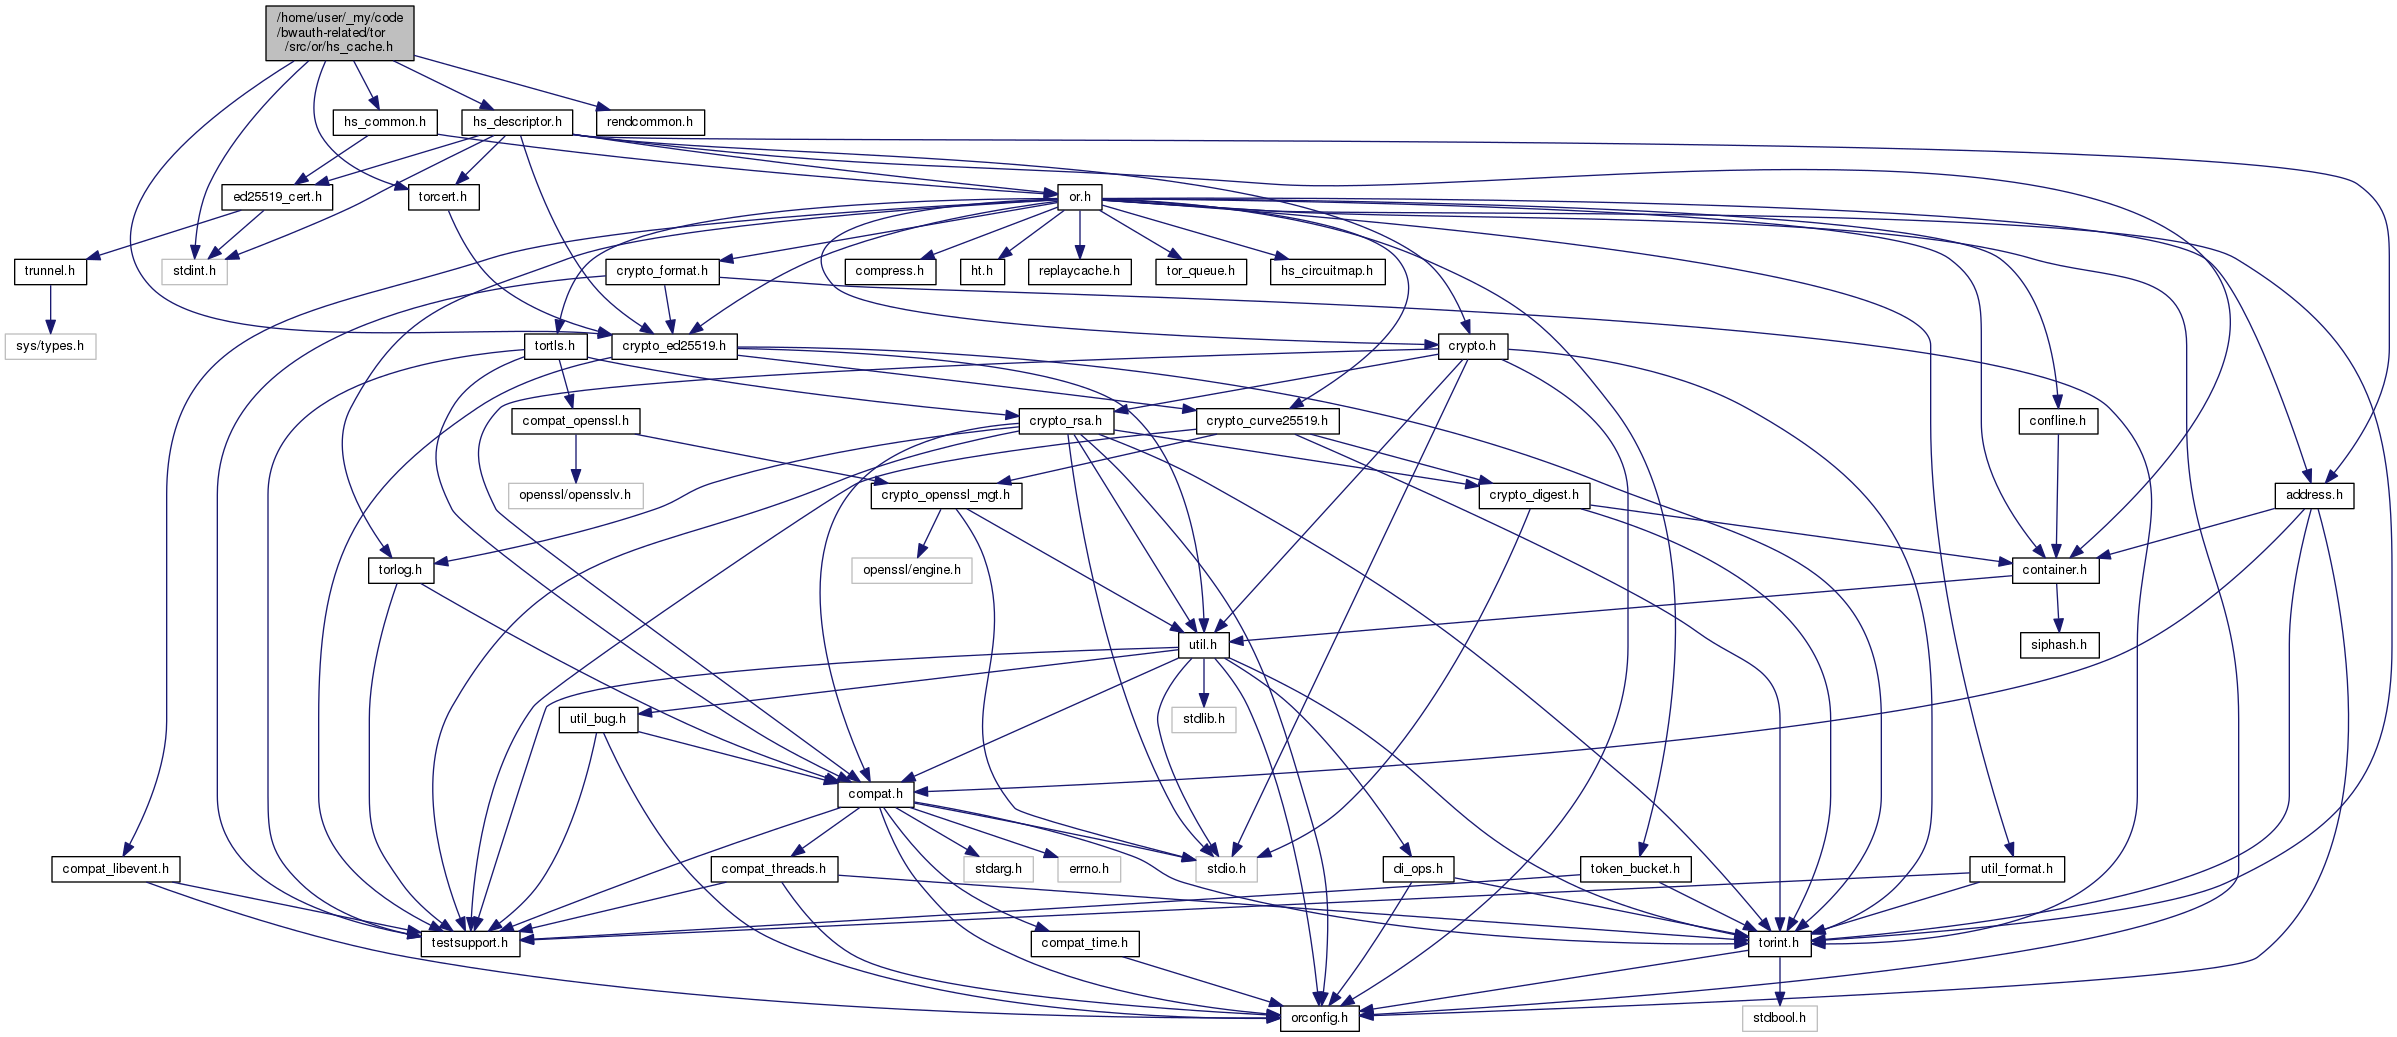 /home/user/_my/code
/bwauth-related/tor
/src/or/hs_cache.h
hs_common.h
hs_descriptor.h
rendcommon.h
ed25519_cert.h
torcert.h
or.h
trunnel.h
stdint.h
crypto_format.h
compress.h
ht.h
replaycache.h
tor_queue.h
hs_circuitmap.h
sys/types.h
tortls.h
crypto_ed25519.h
crypto.h
compat_openssl.h
crypto_rsa.h
crypto_curve25519.h
confline.h
openssl/opensslv.h
crypto_openssl_mgt.h
crypto_digest.h
address.h
torlog.h
openssl/engine.h
container.h
util.h
siphash.h
util_bug.h
stdlib.h
compat.h
compat_libevent.h
compat_threads.h
stdarg.h
errno.h
stdio.h
di_ops.h
token_bucket.h
util_format.h
testsupport.h
compat_time.h
torint.h
orconfig.h
stdbool.h